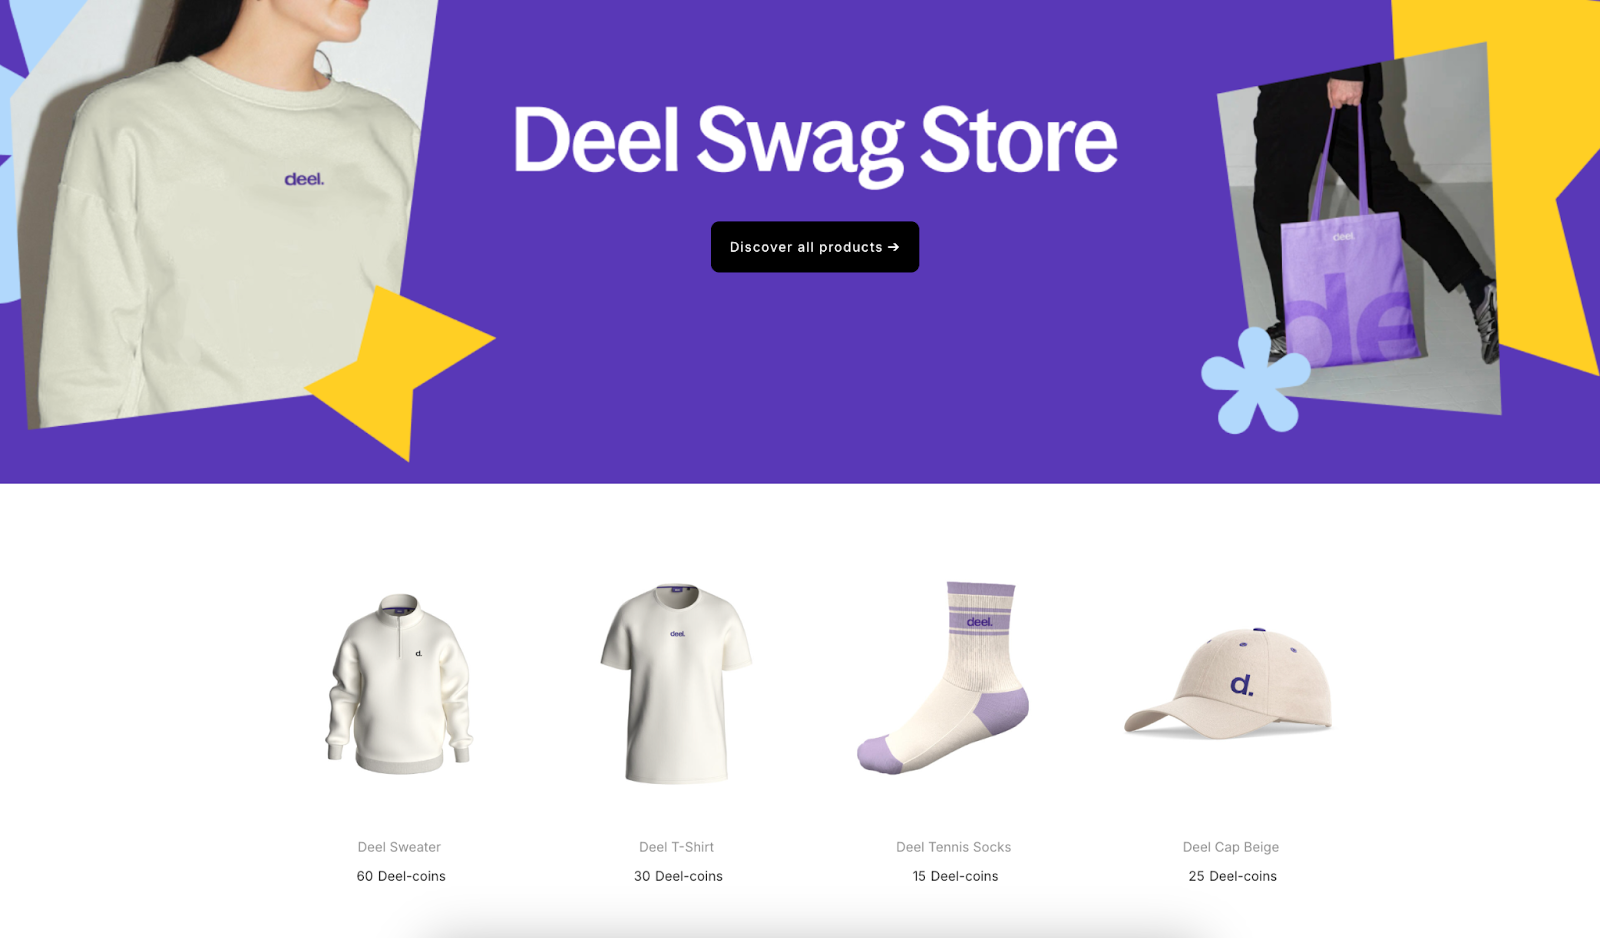 Deel Swag Store
deel.
deel.
Discover all products →
de
d.
deel.
deel.
d.
Deel Sweater
Deel T-Shirt
Deel Tennis Socks
Deel Cap Beige
60 Deel-coins
30 Deel-coins
15 Deel-coins
25 Deel-coins